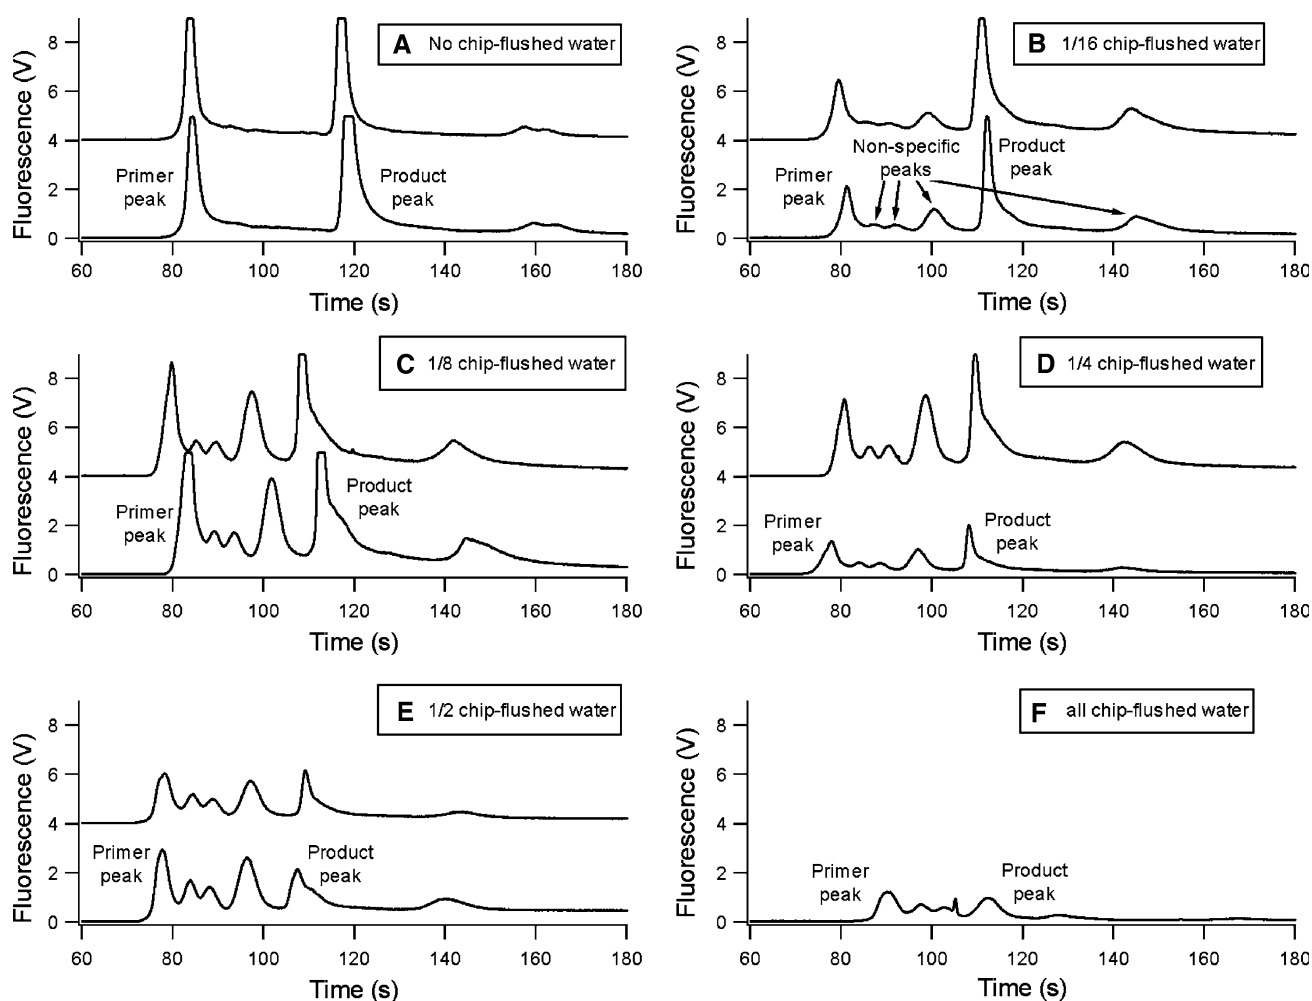 A No chip-flushed water
Fluorescence (V)
8
6
4
2
0
Primer
peak
Product
peak
60 80 100 120 140 160 180
Time (s)
B 1/16 chip-flushed water
Fluorescence (V)
8
6
4
2
0
Non-specific
peaks
Primer
peak
Product
peak
60 80 100 120 140 160 180
Time (s)
C 1/8 chip-flushed water
Fluorescence (V)
8
6
4
2
0
Primer
peak
Product
peak
60 80 100 120 140 160 180
Time (s)
D 1/4 chip-flushed water
Fluorescence (V)
8
6
4
2
0
Primer
peak
Product
peak
60 80 100 120 140 160 180
Time (s)
E 1/2 chip-flushed water
Fluorescence (V)
8
6
4
2
0
Primer
peak
Product
peak
60 80 100 120 140 160 180
Time (s)
F all chip-flushed water
Fluorescence (V)
8
6
4
2
0
Primer
peak
Product
peak
60 80 100 120 140 160 180
Time (s)